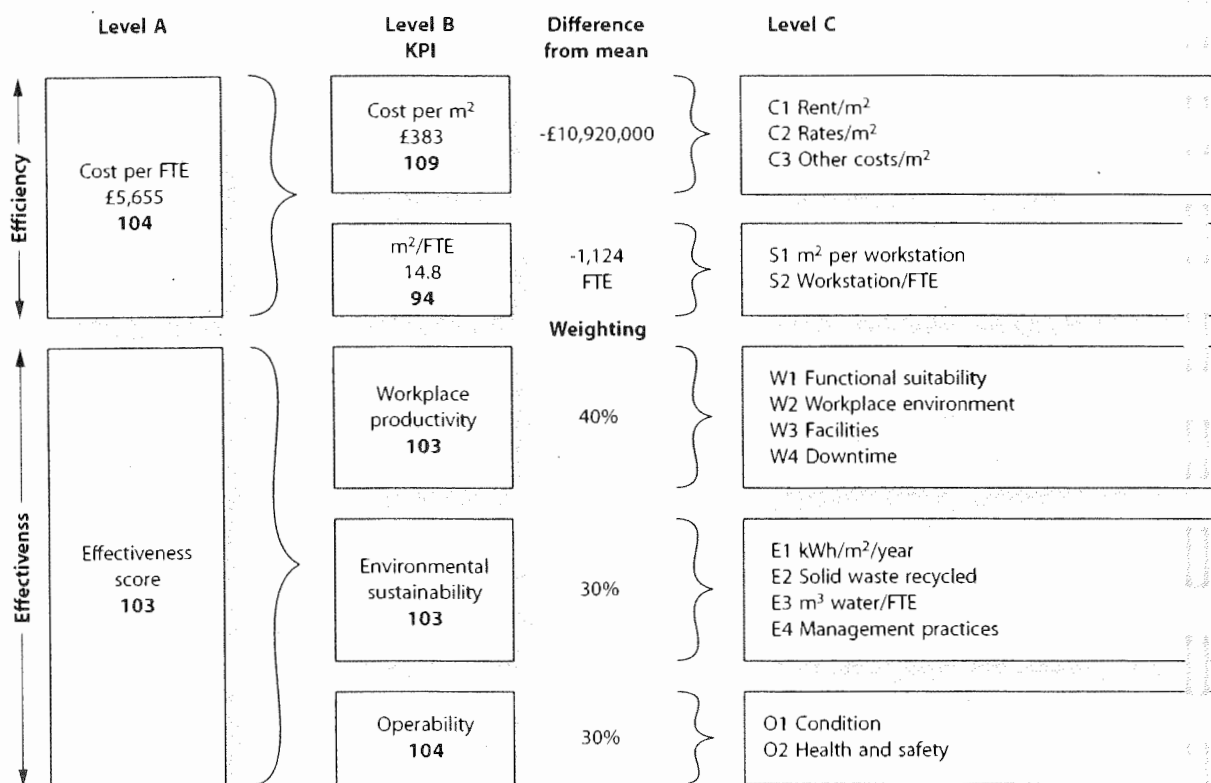 Level A
Level B
KPI
Difference
from mean
Level C
Efficiency
Cost per FTE
£5,655
104
Cost per m²
£383
109
-£10,920,000
C1 Rent/m²
C2 Rates/m²
C3 Other costs/m²
m²/FTE
14.8
94
-1,124
FTE
S1 m² per workstation
S2 Workstation/FTE
Weighting
Effectivenss
Effectiveness
score
103
Workplace
productivity
103
40%
W1 Functional suitability
W2 Workplace environment
W3 Facilities
W4 Downtime
Environmental
sustainability
103
30%
E1 kWh/m²/year
E2 Solid waste recycled
E3 m³ water/FTE
E4 Management practices
Operability
104
30%
O1 Condition
O2 Health and safety